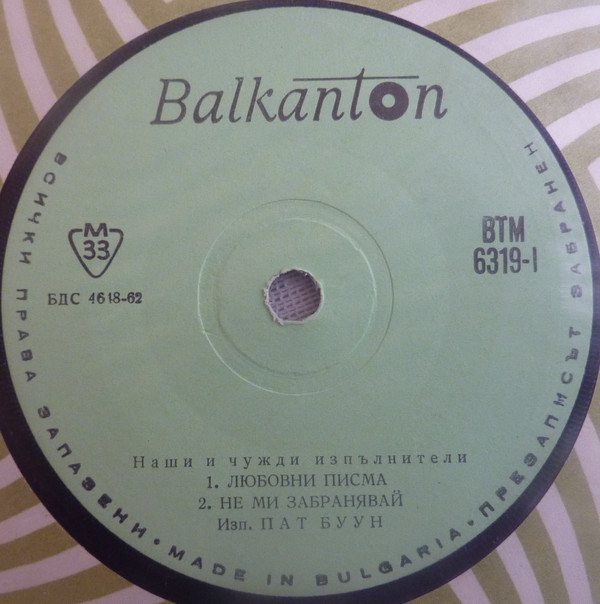 Balkanton
M
33
БДС 4618-62
ВТМ
6319-I
Наши и чужди изпълнители
1. ЛЮБОВНИ ПИСМА
2. НЕ МИ ЗАБРАНЯВАЙ
Изп. ПАТ БУУН
ВСИЧКИ ПРАВА ЗАПАЗЕНИ • MADE IN BULGARIA • ПРЕЗАПИСЪТ ЗАБРАНЕН